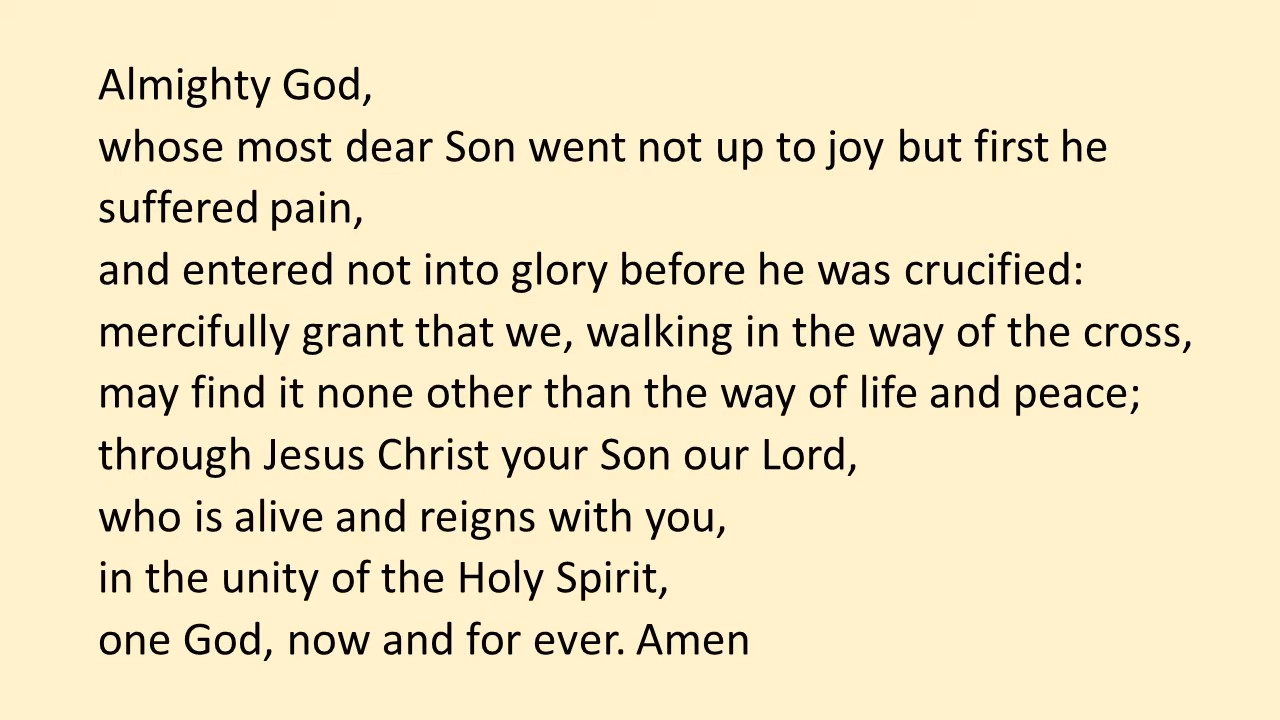 Almighty God,
whose most dear Son went not up to joy but first he
suffered pain,
and entered not into glory before he was crucified:
mercifully grant that we, walking in the way of the cross,
may find it none other than the way of life and peace;
through Jesus Christ your Son our Lord,
who is alive and reigns with you,
in the unity of the Holy Spirit,
one God, now and for ever. Amen